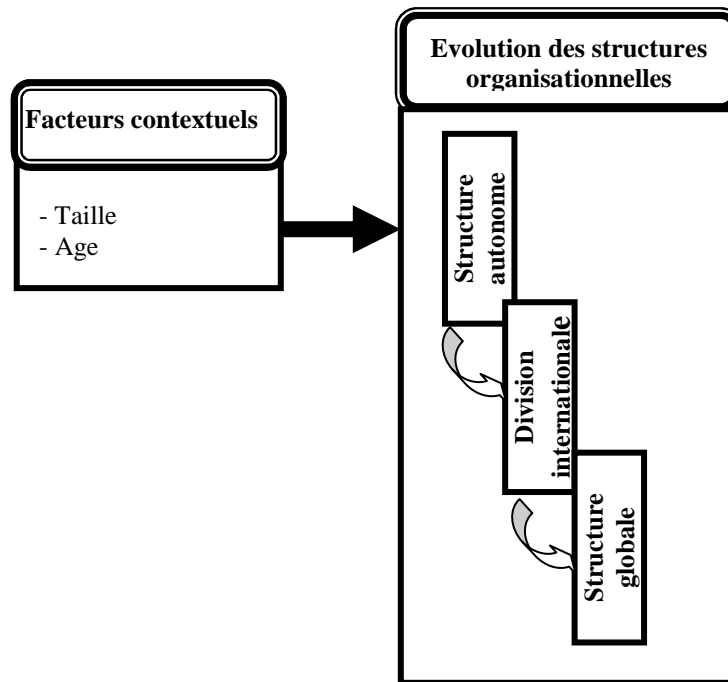 Evolution des structures
organisationnelles
Facteurs contextuels
- Taille
- Age
Structure
autonome
Division
internationale
Structure
globale